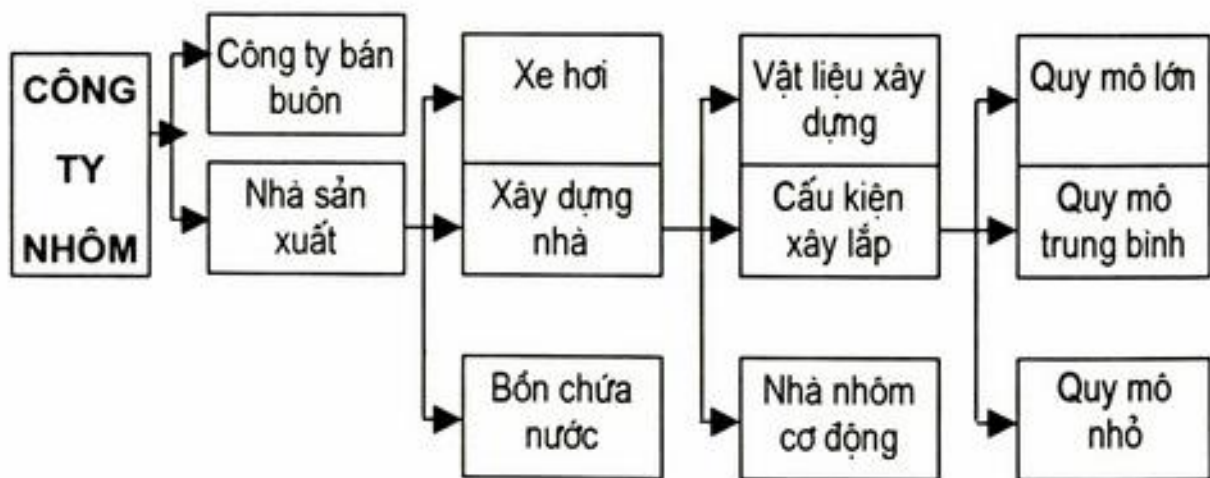 CÔNG
TY
NHÔM
Công ty bán
buôn
Nhà sản
xuất
Xe hơi
Xây dựng
nhà
Bồn chứa
nước
Vật liệu xây
dựng
Cấu kiện
xây lắp
Nhà nhôm
cơ động
Quy mô lớn
Quy mô
trung binh
Quy mô
nhỏ